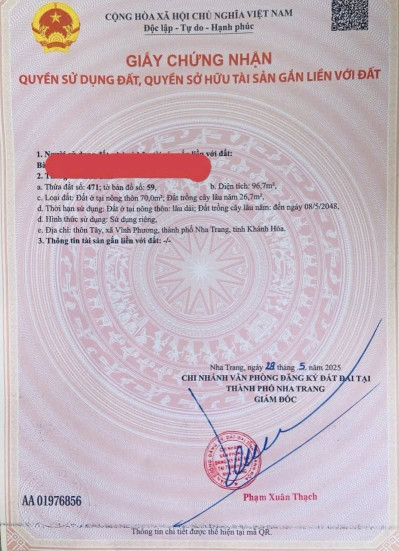 CỘNG HÒA XÃ HỘI CHỦ NGHĨA VIỆT NAM
Độc lập - Tự do - Hạnh phúc
GIẤY CHỨNG NHẬN
QUYỀN SỬ DỤNG ĐẤT, QUYỀN SỞ HỮU TÀI SẢN GẮN LIỀN VỚI ĐẤT
1. liền với đất:
2.
a. Thửa đất số: 471; tờ bản đồ số: 59, b. Diện tích: 96,7m²,
c. Loại đất: Đất ở tại nông thôn 70,0m²; Đất trồng cây lâu năm 26,7m²,
d. Thời hạn sử dụng: Đất ở tại nông thôn: lâu dài; Đất trồng cây lâu năm: đến ngày 08/5/2048,
đ. Hình thức sử dụng: Sử dụng riêng,
e. Địa chỉ: thôn Tây, xã Vĩnh Phương, thành phố Nha Trang, tỉnh Khánh Hòa.
3. Thông tin tài sản gắn liền với đất: -/-
Nha Trang, ngày 28 tháng 5 năm 2025
CHI NHÁNH VĂN PHÒNG ĐĂNG KÝ ĐẤT ĐAI TẠI
THÀNH PHỐ NHA TRANG
GIÁM ĐỐC
Phạm Xuân Thạch
AA 01976856
Thông tin chi tiết được thể hiện tại mã QR.